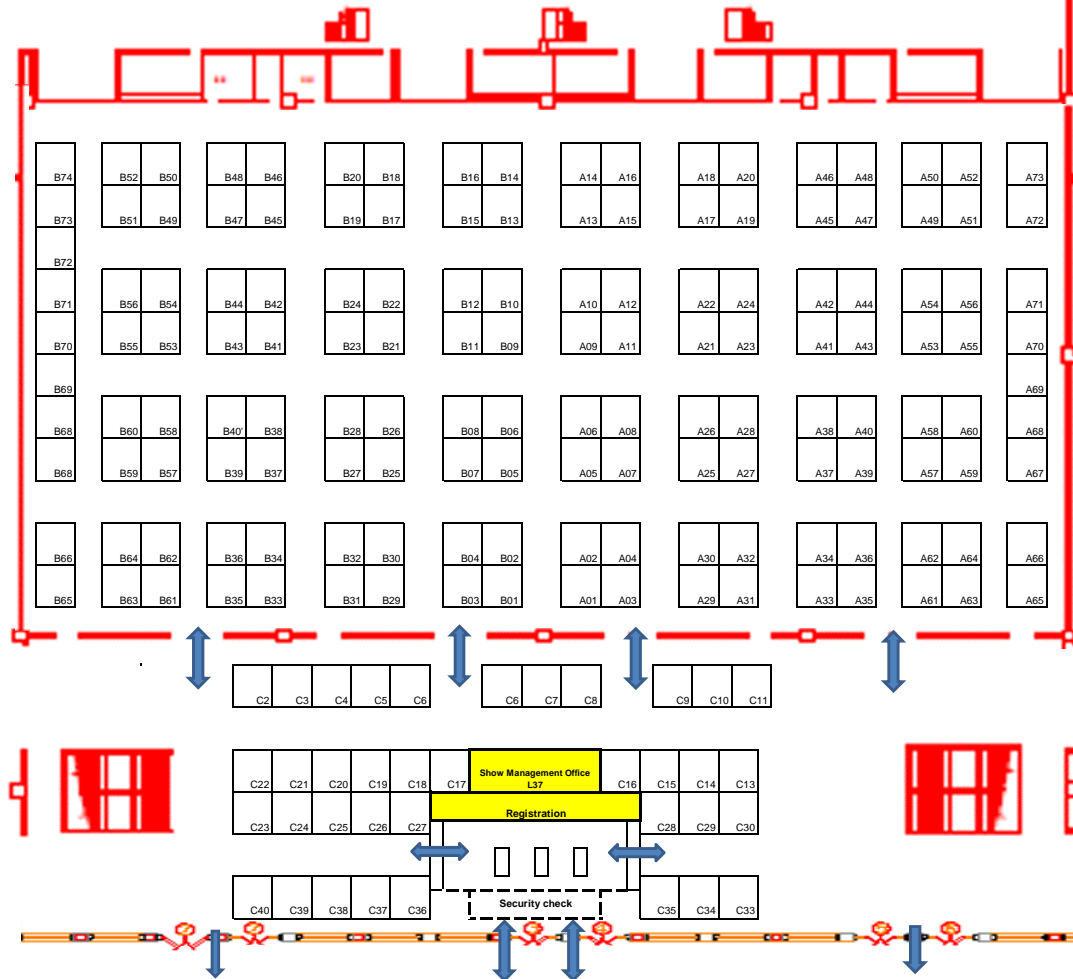 B74 B52 B50 B48 B46 B20 B18 B16 B14 A14 A16 A18 A20 A46 A48 A50 A52 A73
B73 B51 B49 B47 B45 B19 B17 B15 B13 A13 A15 A17 A19 A45 A47 A49 A51 A72
B72
B71 B56 B54 B44 B42 B24 B22 B12 B10 A10 A12 A22 A24 A42 A44 A54 A56 A71
B70 B55 B53 B43 B41 B23 B21 B11 B09 A09 A11 A21 A23 A41 A43 A53 A55 A70
B69 A69
B68 B60 B58 B40' B38 B28 B26 B08 B06 A06 A08 A26 A28 A38 A40 A58 A60 A68
B68 B59 B57 B39 B37 B27 B25 B07 B05 A05 A07 A25 A27 A37 A39 A57 A59 A67
B66 B64 B62 B36 B34 B32 B30 B04 B02 A02 A04 A30 A32 A34 A36 A62 A64 A66
B65 B63 B61 B35 B33 B31 B29 B03 B01 A01 A03 A29 A31 A33 A35 A61 A63 A65
C2 C3 C4 C5 C6 C6 C7 C8 C9 C10 C11
C22 C21 C20 C19 C18 C17 Show Management Office C16 C15 C14 C13
L37
Registration
C23 C24 C25 C26 C27 C28 C29 C30
Security check
C40 C39 C38 C37 C36 C35 C34 C33